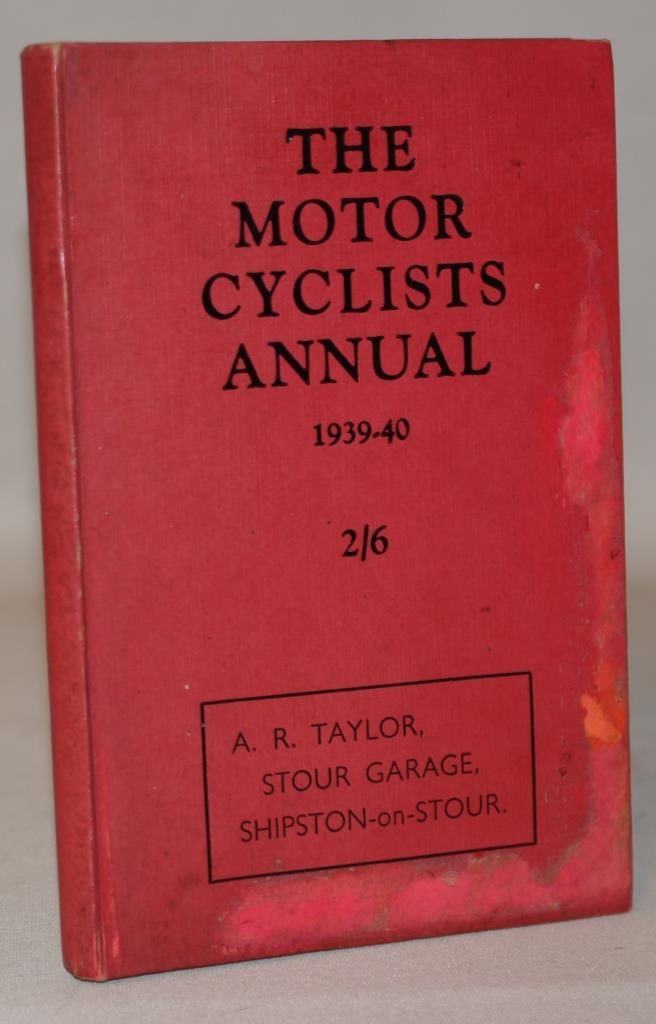 THE
MOTOR
CYCLISTS
ANNUAL
1939-40
2/6
A. R. TAYLOR,
STOUR GARAGE,
SHIPSTON-on-STOUR.